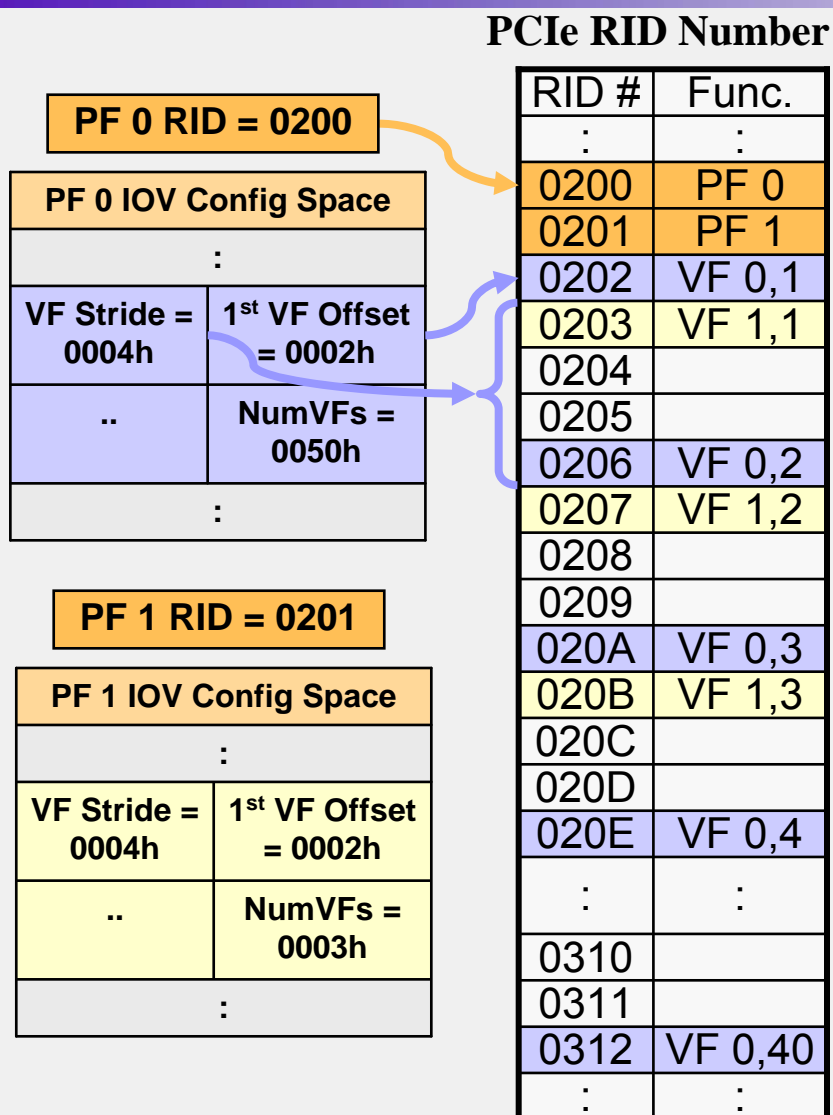 PCIe RID Number
PF 0 RID = 0200
PF 0 IOV Config Space
:
VF Stride =
0004h
1st VF Offset
= 0002h
..
NumVFs =
0050h
:
PF 1 RID = 0201
PF 1 IOV Config Space
:
VF Stride =
0004h
1st VF Offset
= 0002h
..
NumVFs =
0003h
:
RID # Func.
: :
0200 PF 0
0201 PF 1
0202 VF 0,1
0203 VF 1,1
0204
0205
0206 VF 0,2
0207 VF 1,2
0208
0209
020A VF 0,3
020B VF 1,3
020C
020D
020E VF 0,4
: :
0310
0311
0312 VF 0,40
: :